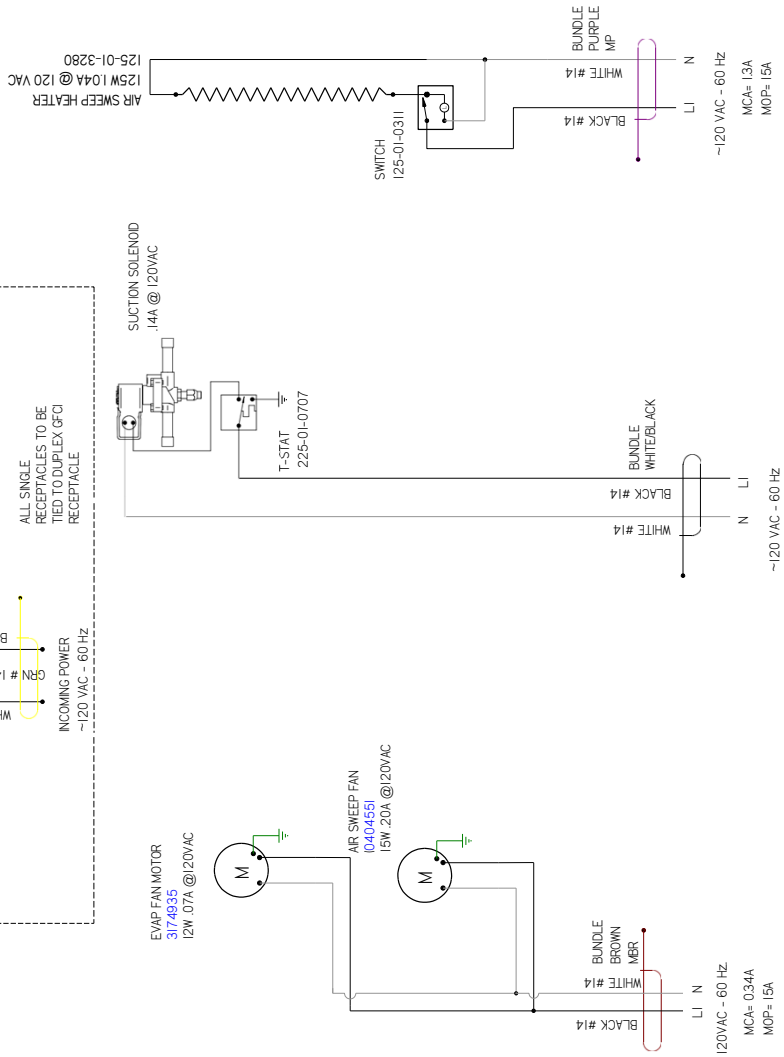 AIR SWEEP HEATER
125W 1.04A @ 120 VAC
125-01-3280
SWITCH
125-01-0311
L
BUNDLE
PURPLE
MP
WHITE #14
BLACK #14
N
L1
~120 VAC - 60 Hz
MCA= 1.3A
MOP= 15A
SUCTION SOLENOID
.14A @ 120VAC
T-STAT
225-01-0707
BUNDLE
WHITE/BLACK
BLACK #14
WHITE #14
L1
N
~120 VAC - 60 Hz
ALL SINGLE
RECEPTACLES TO BE
TIED TO DUPLEX GFCI
RECEPTACLE
GRN # 14
INCOMING POWER
~120 VAC - 60 Hz
EVAP FAN MOTOR
3174935
12W .07A @120VAC
M
AIR SWEEP FAN
(1040455)
15W .20A @120VAC
M
BUNDLE
BROWN
MBR
WHITE #14
BLACK #14
N
L1
120VAC - 60 Hz.
MCA= 0.34A
MOP= 15A